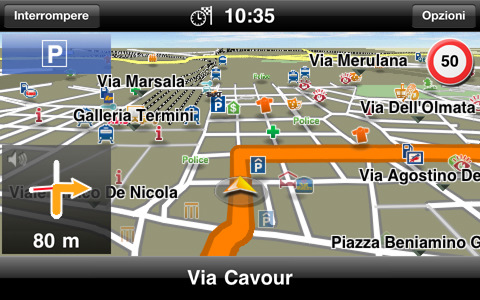 Interrompere
10:35
Opzioni
P
Via Merulana
50
Via Marsala
Police
P
Via Dell'Olmata
Galleria Termini
Police
Police
P
Via Agostino De
Viale
De Nicola
P
80 m
Piazza Beniamino G
Via Cavour